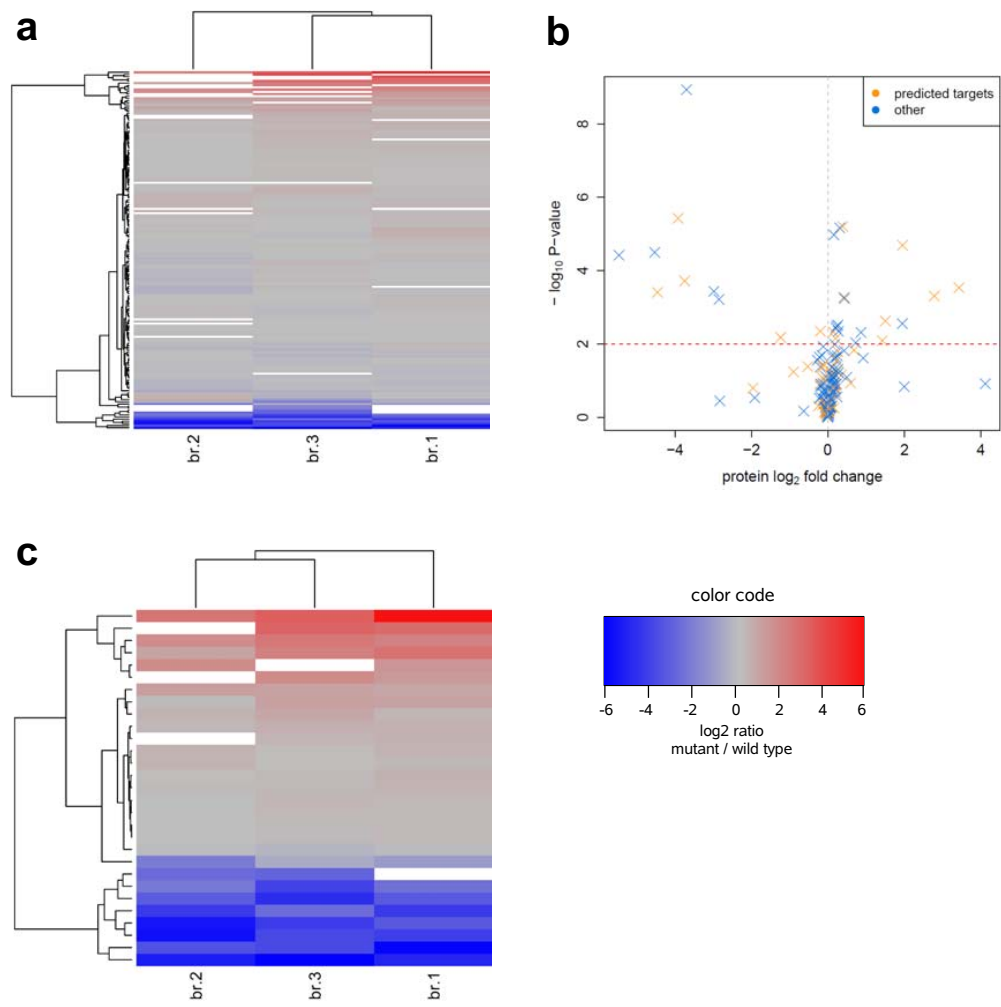 a
br.2
br.3
br.1
b
predicted targets
other
8
6
4
2
0
− log10 P−value
−4
−2
0
2
4
protein log2 fold change
c
br.2
br.3
br.1
color code
-6
-4
-2
0
2
4
6
log2 ratio
mutant / wild type